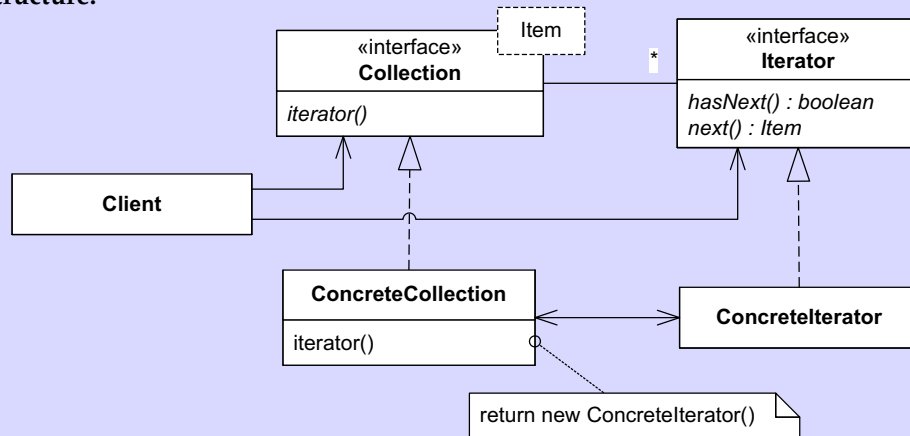 ructure:
Item
«interface»
Collection
iterator()
*
«interface»
Iterator
hasNext() : boolean
next() : Item
Client
ConcreteCollection
iterator()
ConcreteIterator
return new ConcreteIterator()